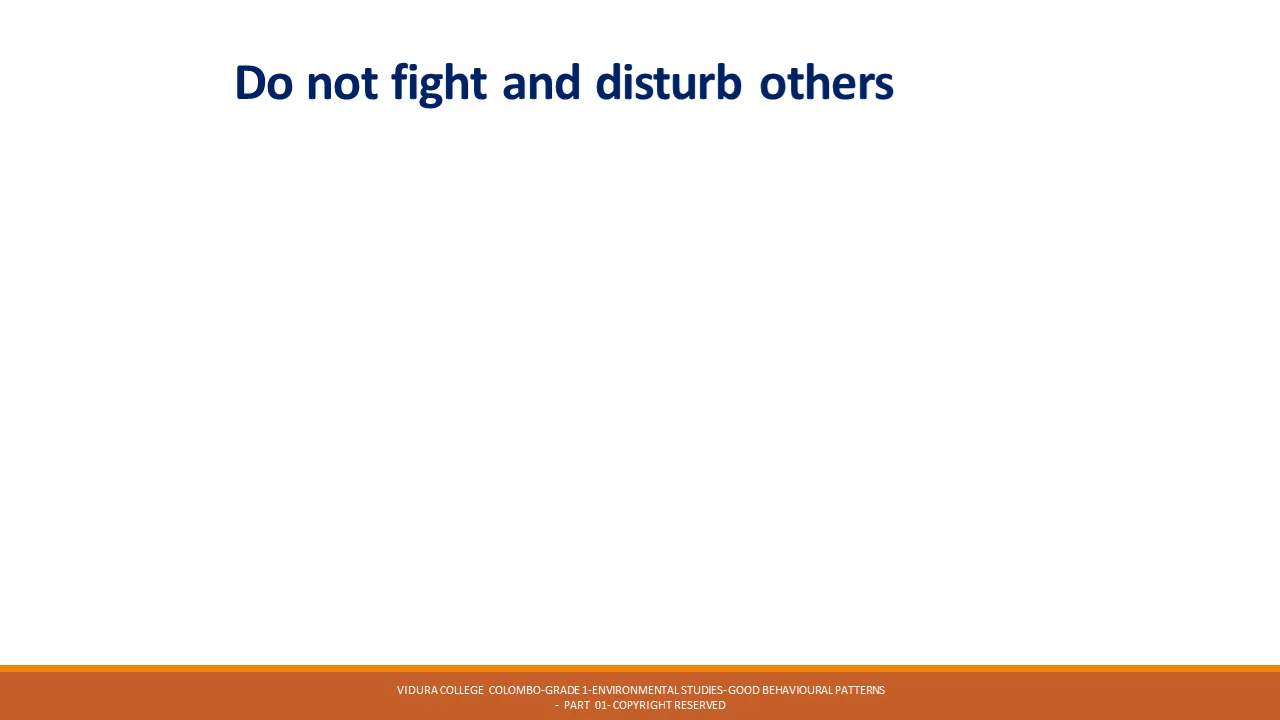 Do not fight and disturb others
VIDURA COLLEGE COLOMBO-GRADE 1-ENVIRONMENTAL STUDIES-GOOD BEHAVIOURAL PATTERNS
- PART 01- COPYRIGHT RESERVED